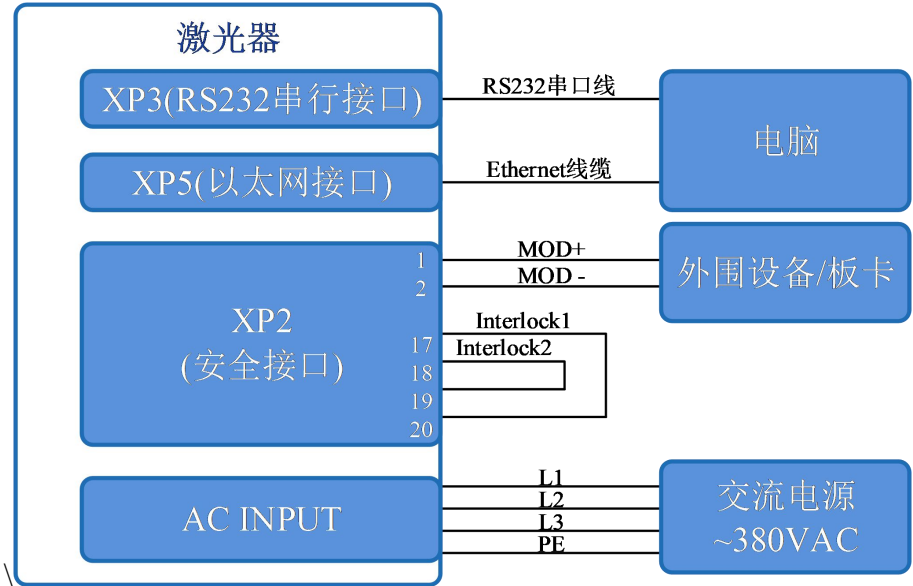 激光器
XP3(RS232串行接口)
RS232串口线
电脑
XP5(以太网接口)
Ethernet线缆
XP2
(安全接口)
1
2
17
18
19
20
MOD+
MOD -
外围设备/板卡
Interlock1
Interlock2
AC INPUT
L1
L2
L3
PE
交流电源
~380VAC
\